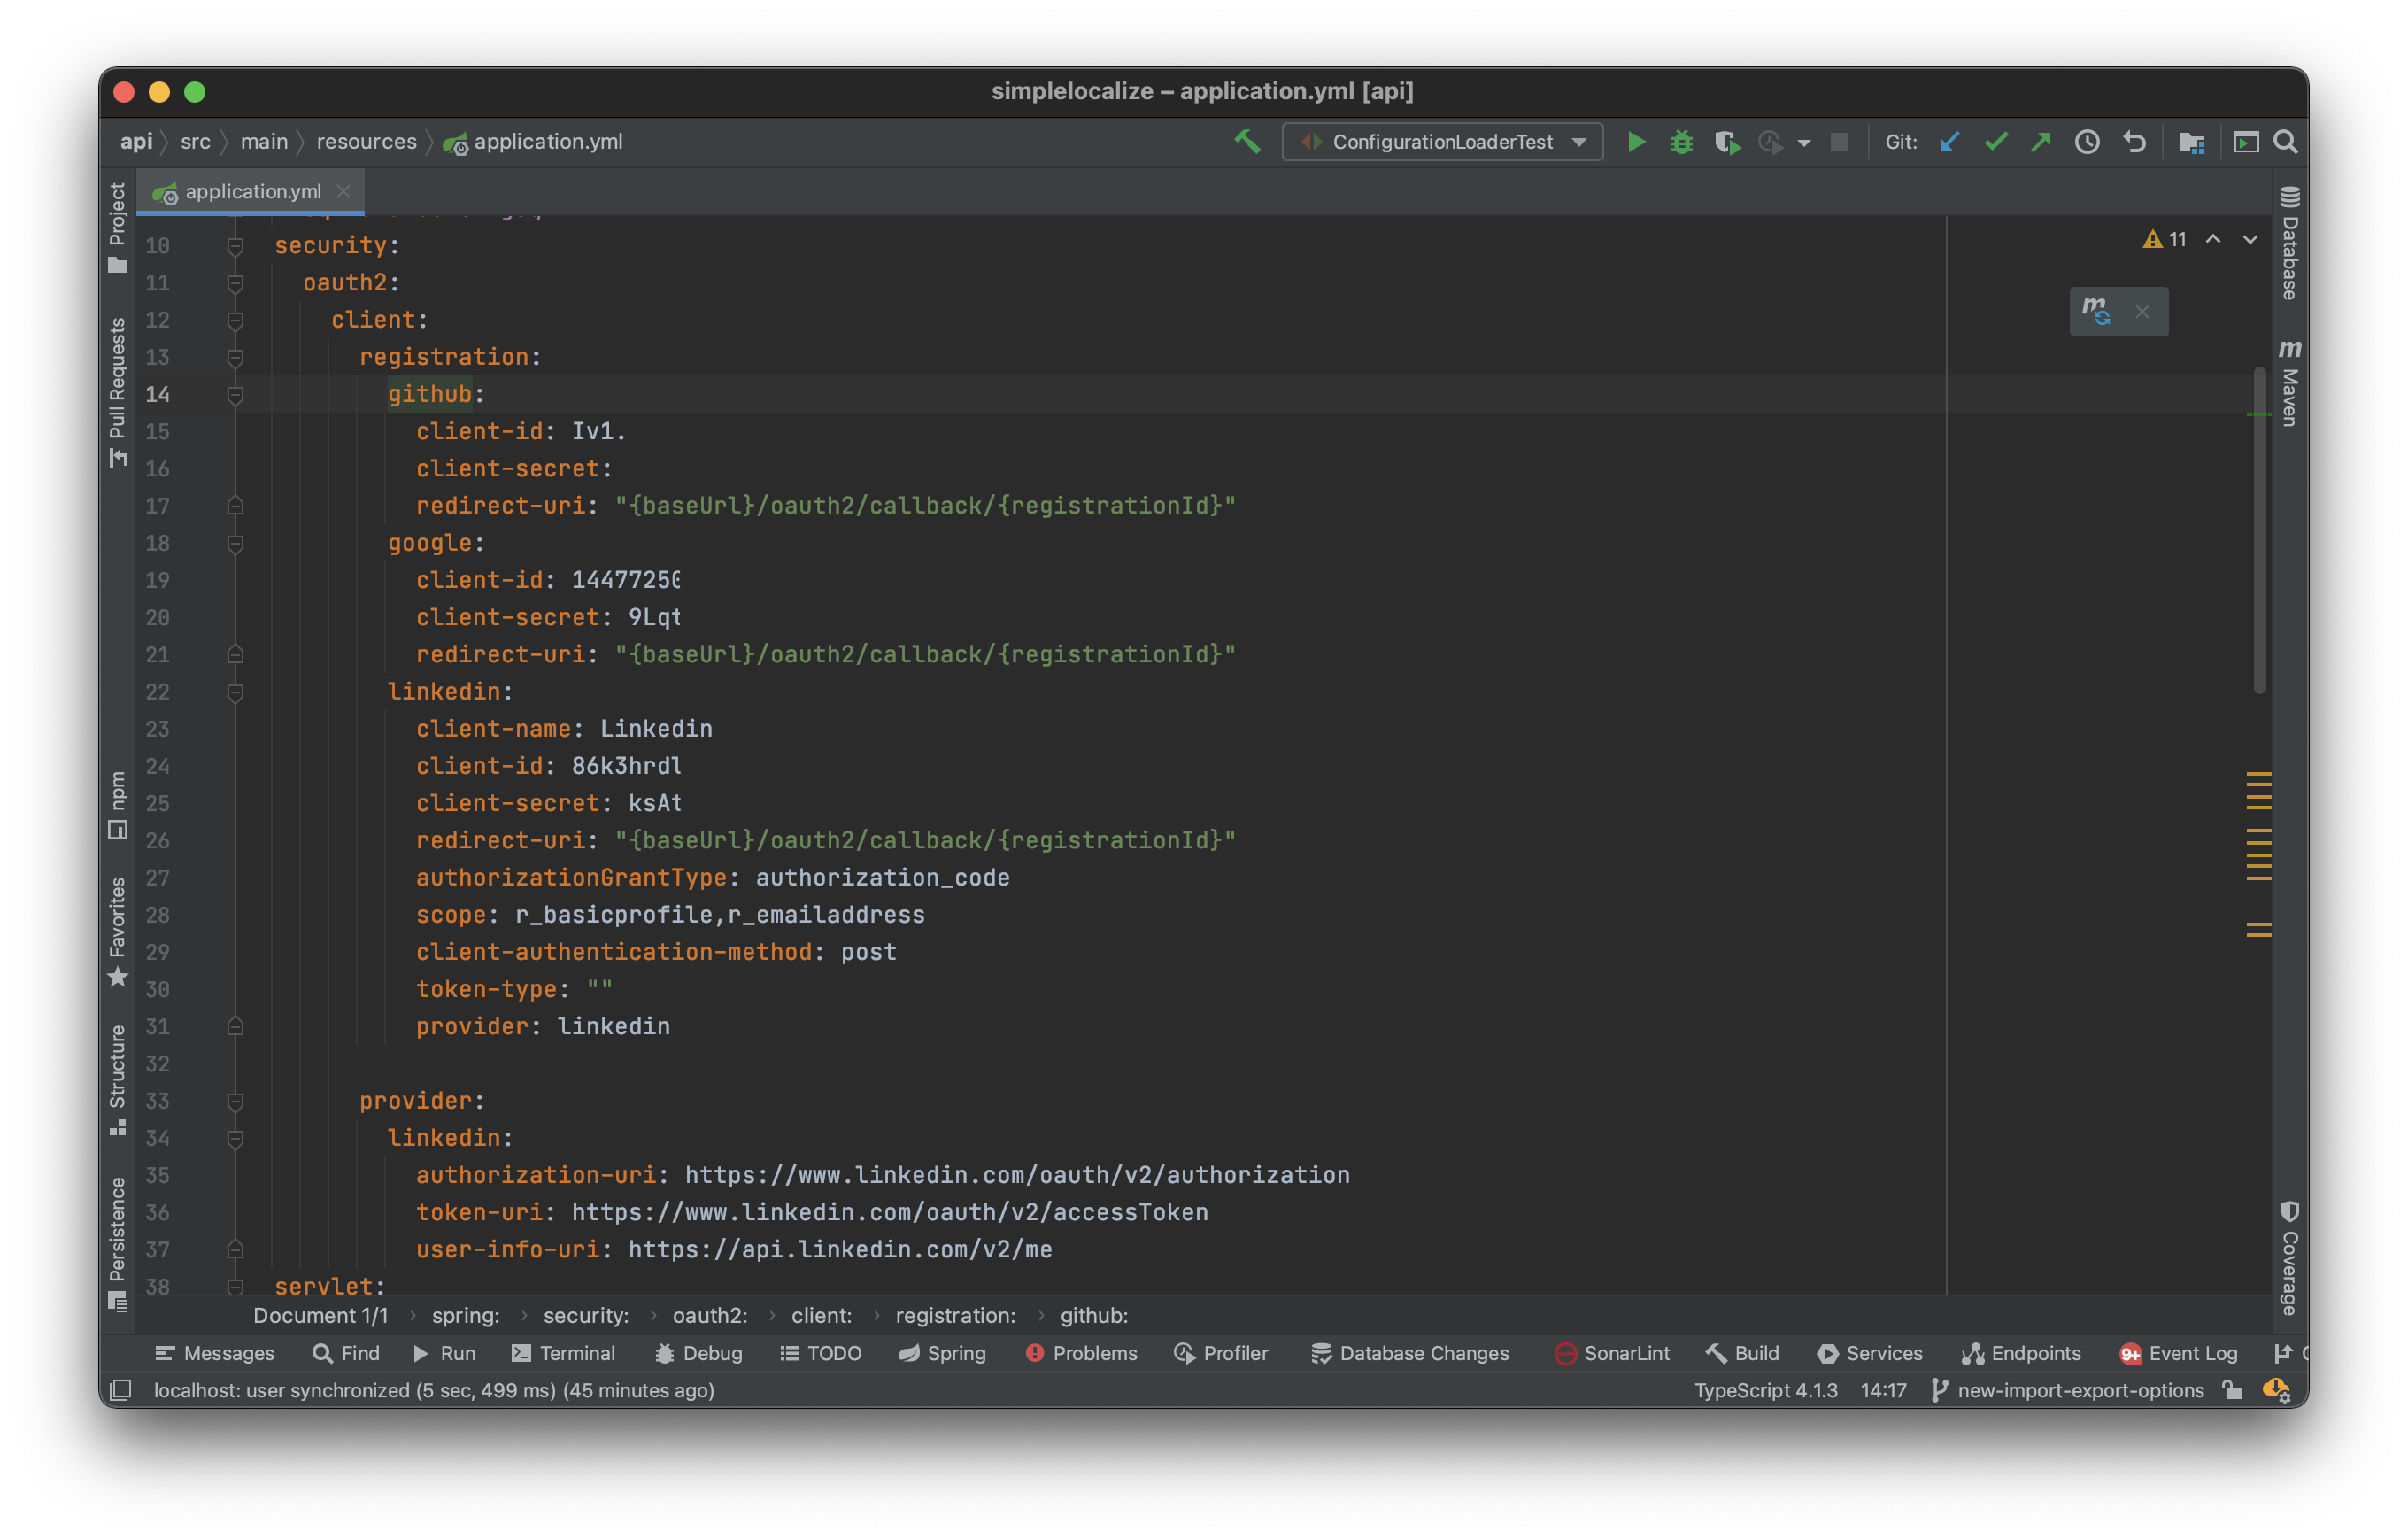 simplelocalize – application.yml [api]
api src main resources application.yml
ConfigurationLoaderTest
Git:
application.yml
11
10 security:
11 oauth2:
12 client:
13 registration:
14 github:
15 client-id: Iv1.
16 client-secret:
17 redirect-uri: "{baseUrl}/oauth2/callback/{registrationId}"
18 google:
19 client-id: 14477250
20 client-secret: 9Lqt
21 redirect-uri: "{baseUrl}/oauth2/callback/{registrationId}"
22 linkedin:
23 client-name: Linkedin
24 client-id: 86k3hrdl
25 client-secret: ksAt
26 redirect-uri: "{baseUrl}/oauth2/callback/{registrationId}"
27 authorizationGrantType: authorization_code
28 scope: r_basicprofile,r_emailaddress
29 client-authentication-method: post
30 token-type: ""
31 provider: linkedin
32
33 provider:
34 linkedin:
35 authorization-uri: https://www.linkedin.com/oauth/v2/authorization
36 token-uri: https://www.linkedin.com/oauth/v2/accessToken
37 user-info-uri: https://api.linkedin.com/v2/me
38 servlet:
Project
Pull Requests
npm
Favorites
Structure
Persistence
Database
m
Maven
Coverage
Document 1/1 › spring: › security: › oauth2: › client: › registration: › github:
Messages Find Run Terminal Debug TODO Spring Problems Profiler Database Changes SonarLint Build Services Endpoints 9+ Event Log
localhost: user synchronized (5 sec, 499 ms) (45 minutes ago)
TypeScript 4.1.3 14:17 new-import-export-options